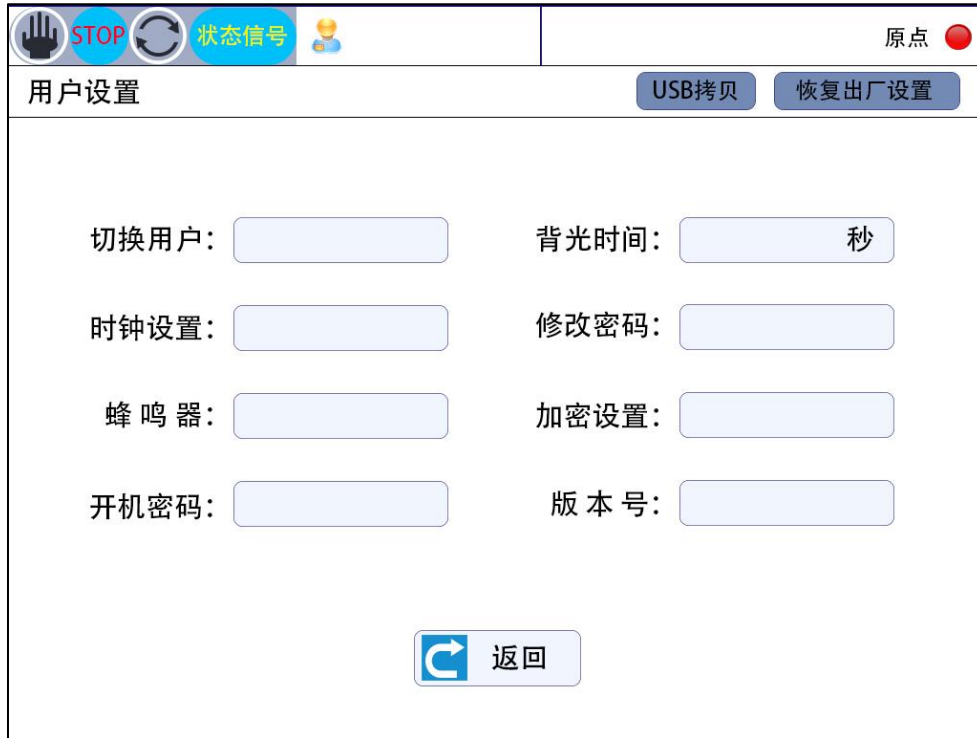 STOP 状态信号 原点
用户设置 USB拷贝 恢复出厂设置
切换用户： 背光时间： 秒
时钟设置： 修改密码：
蜂 鸣 器： 加密设置：
开机密码： 版 本 号：
返回